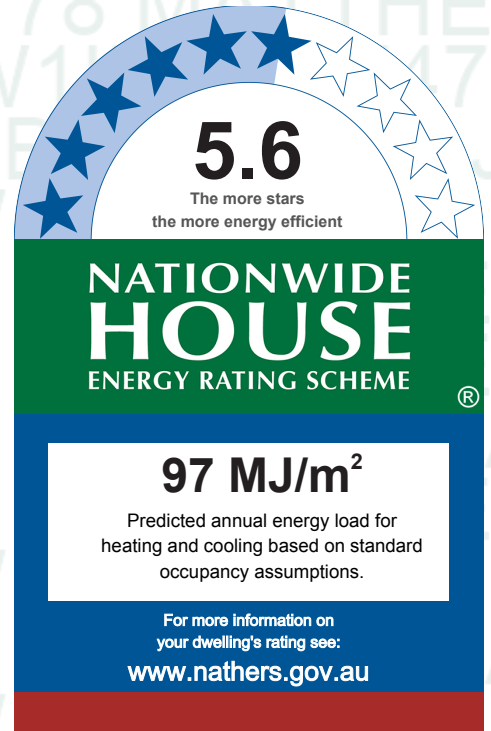 5.6
The more stars
the more energy efficient
NATIONWIDE
HOUSE
ENERGY RATING SCHEME
®
97 MJ/m²
Predicted annual energy load for
heating and cooling based on standard
occupancy assumptions.
For more information on
your dwelling's rating see:
www.nathers.gov.au